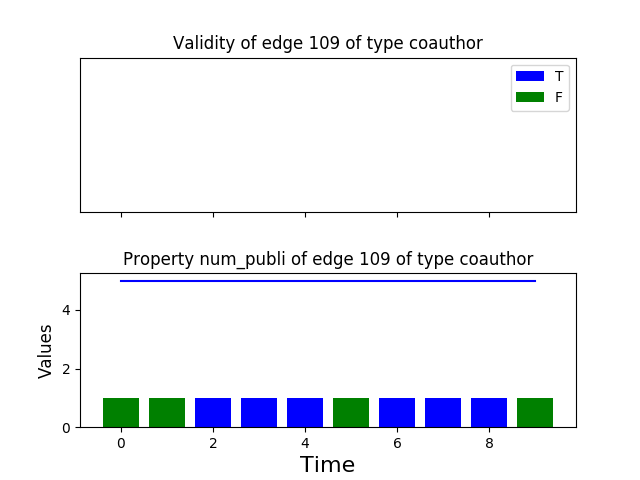 Validity of edge 109 of type coauthor
T
F
Property num_publi of edge 109 of type coauthor
4
2
0
Values
0 2 4 6 8
Time